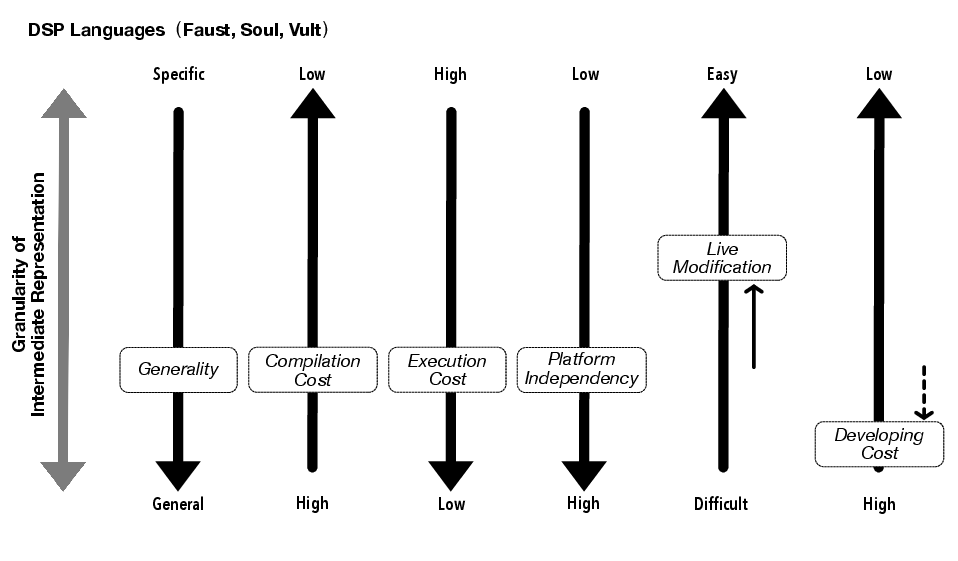 DSP Languages (Faust, Soul, Vult)
Specific
Low
High
Low
Easy
Low
Granularity of
Intermediate Representation
Generality
Compilation
Cost
Execution
Cost
Platform
Independency
Live
Modification
Developing
Cost
General
High
Low
High
Difficult
High